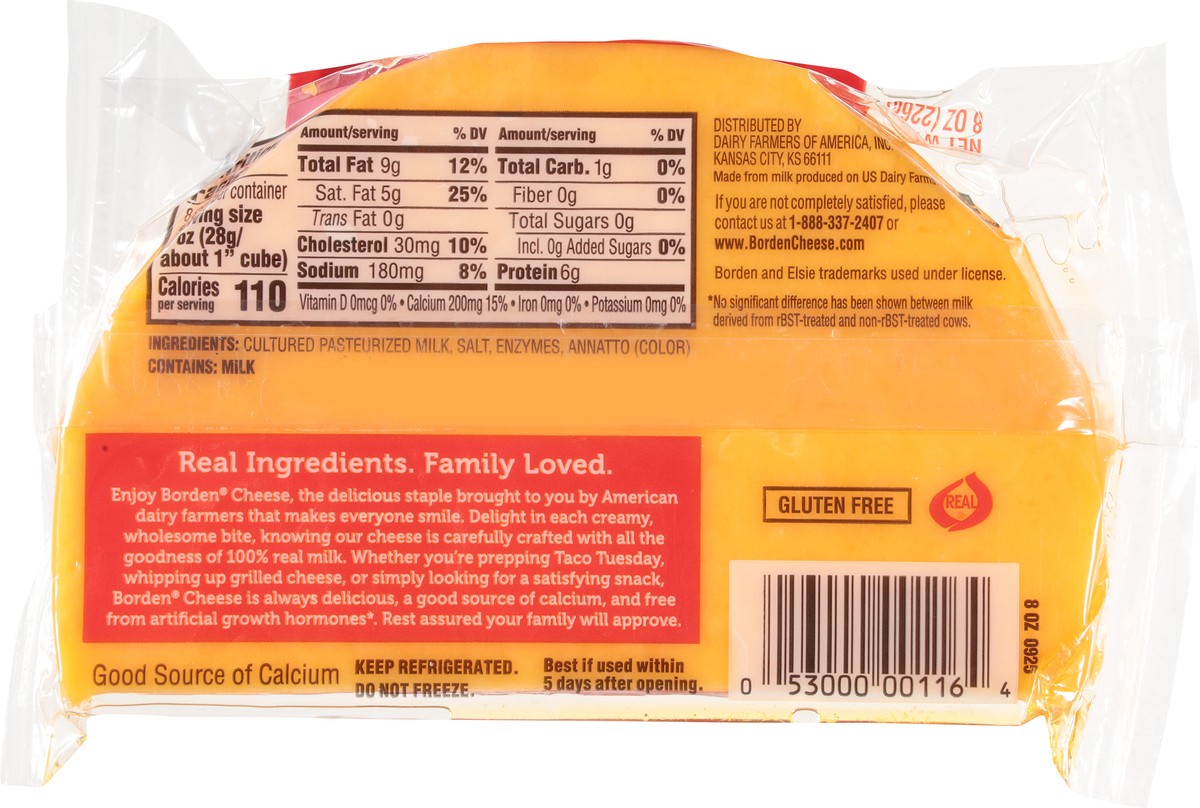 container
size
oz (28g/
about 1” cube)
Calories
per serving 110
Amount/serving % DV
Total Fat 9g 12%
Sat. Fat 5g 25%
Trans Fat 0g
Cholesterol 30mg 10%
Sodium 180mg 8%
Amount/serving % DV
Total Carb. 1g 0%
Fiber 0g 0%
Total Sugars 0g
Incl. 0g Added Sugars 0%
Protein 6g
Vitamin D 0mcg 0% • Calcium 200mg 15% • Iron 0mg 0% • Potassium 0mg 0%
INGREDIENTS: CULTURED PASTEURIZED MILK, SALT, ENZYMES, ANNATTO (COLOR)
CONTAINS: MILK
DISTRIBUTED BY
DAIRY FARMERS OF AMERICA, INC.
KANSAS CITY, KS 66111
Made from milk produced on US Dairy Farms
If you are not completely satisfied, please
contact us at 1-888-337-2407 or
www.BordenCheese.com
Borden and Elsie trademarks used under license.
*No significant difference has been shown between milk
derived from rBST-treated and non-rBST-treated cows.
8 OZ
Real Ingredients. Family Loved.
Enjoy Borden® Cheese, the delicious staple brought to you by American
dairy farmers that makes everyone smile. Delight in each creamy,
wholesome bite, knowing our cheese is carefully crafted with all the
goodness of 100% real milk. Whether you’re prepping Taco Tuesday,
whipping up grilled cheese, or simply looking for a satisfying snack,
Borden® Cheese is always delicious, a good source of calcium, and free
from artificial growth hormones*. Rest assured your family will approve.
Good Source of Calcium
KEEP REFRIGERATED.
DO NOT FREEZE.
Best if used within
5 days after opening.
GLUTEN FREE
REAL
0 53000 00116 4
8 OZ 0925